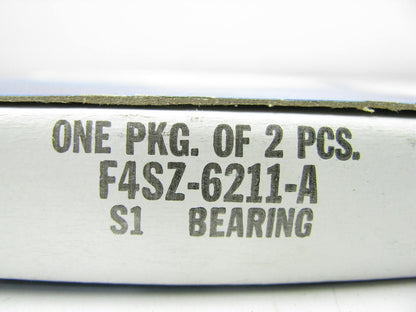 ONE PKG. OF 2 PCS.
F4SZ-6211-A
S1 BEARING